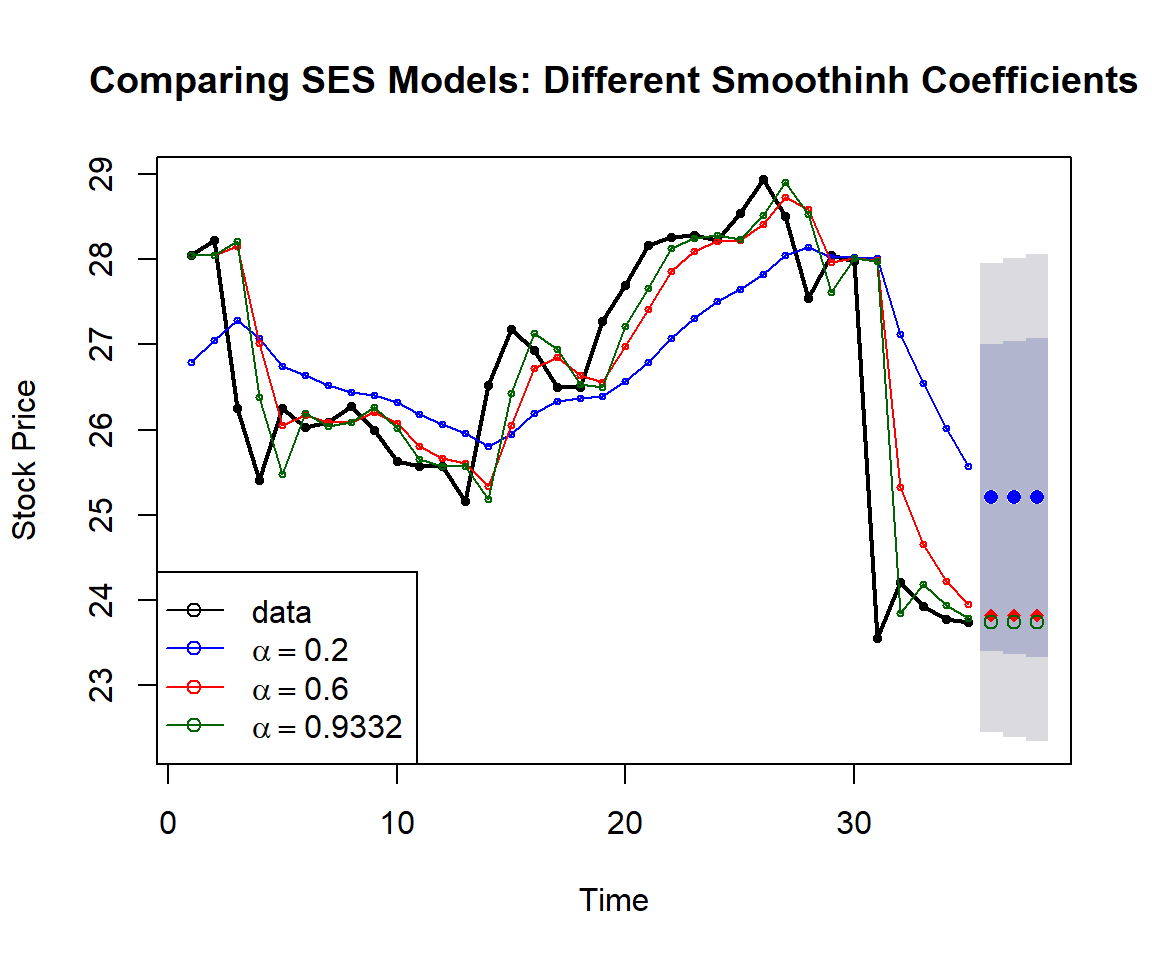 Comparing SES Models: Different Smoothinh Coefficients
Stock Price
29
28
27
26
25
24
23
data
α = 0.2
α = 0.6
α = 0.9332
0 10 20 30
Time